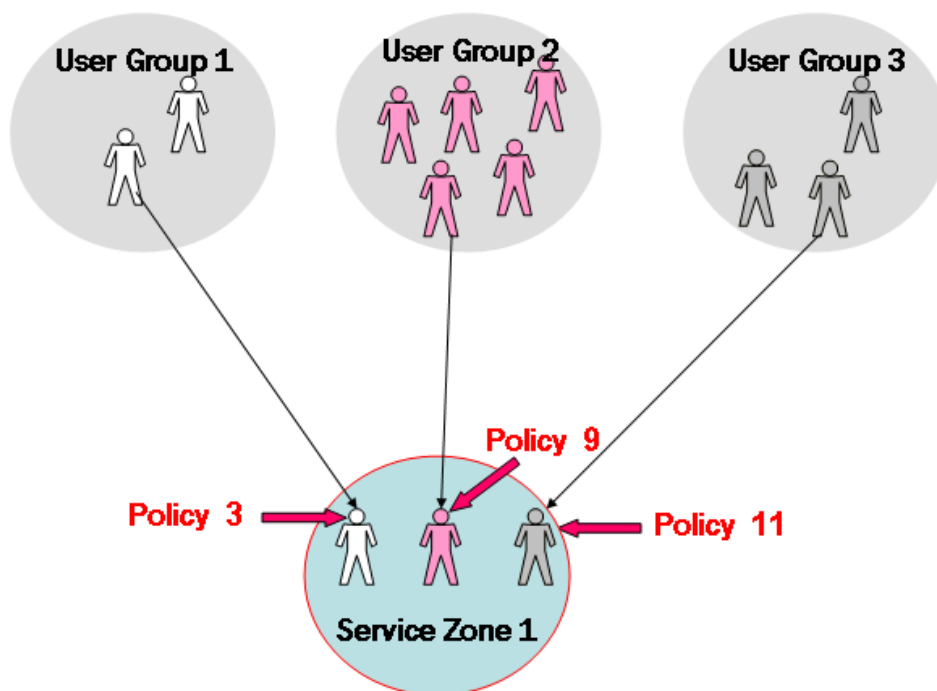 User Group 1
User Group 2
User Group 3
Policy 9
Policy 3
Policy 11
Service Zone 1